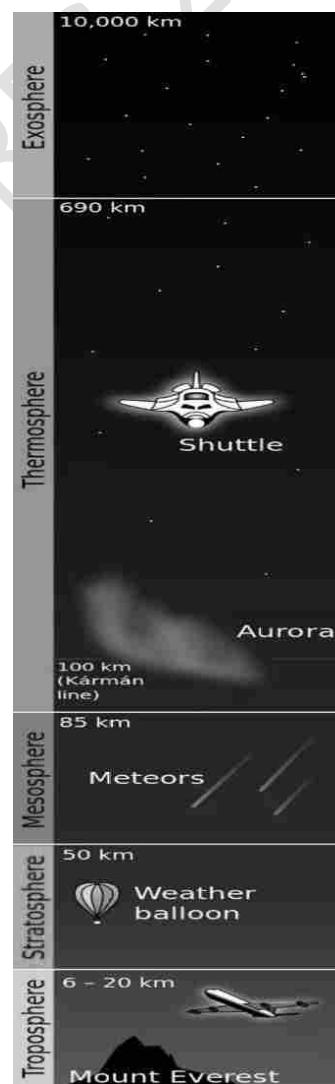 10,000 km
Exosphere
690 km
Thermosphere
Shuttle
Aurora
100 km
(Kármán
line)
85 km
Mesosphere
Meteors
50 km
Stratosphere
Weather
balloon
6 – 20 km
Troposphere
Mount Everest